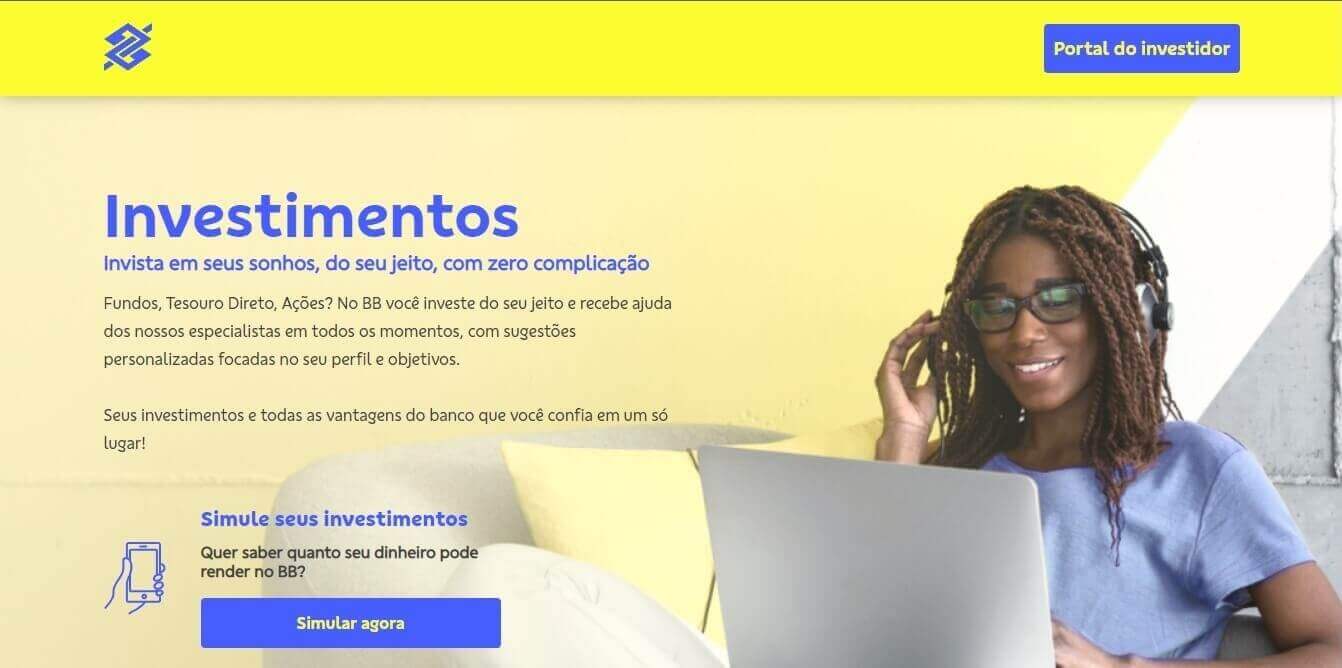 Portal do investidor
Investimentos
Invista em seus sonhos, do seu jeito, com zero complicação
Fundos, Tesouro Direto, Ações? No BB você investe do seu jeito e recebe ajuda
dos nossos especialistas em todos os momentos, com sugestões
personalizadas focadas no seu perfil e objetivos.
Seus investimentos e todas as vantagens do banco que você confia em um só
lugar!
Simule seus investimentos
Quer saber quanto seu dinheiro pode
render no BB?
Simular agora